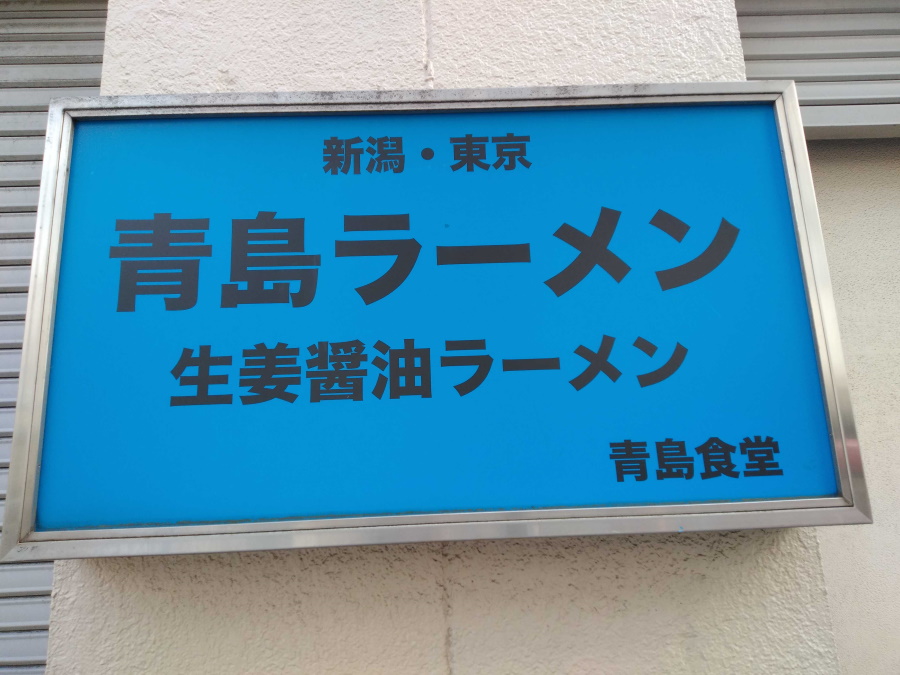 新潟・東京
青島ラーメン
生姜醤油ラーメン
青島食堂